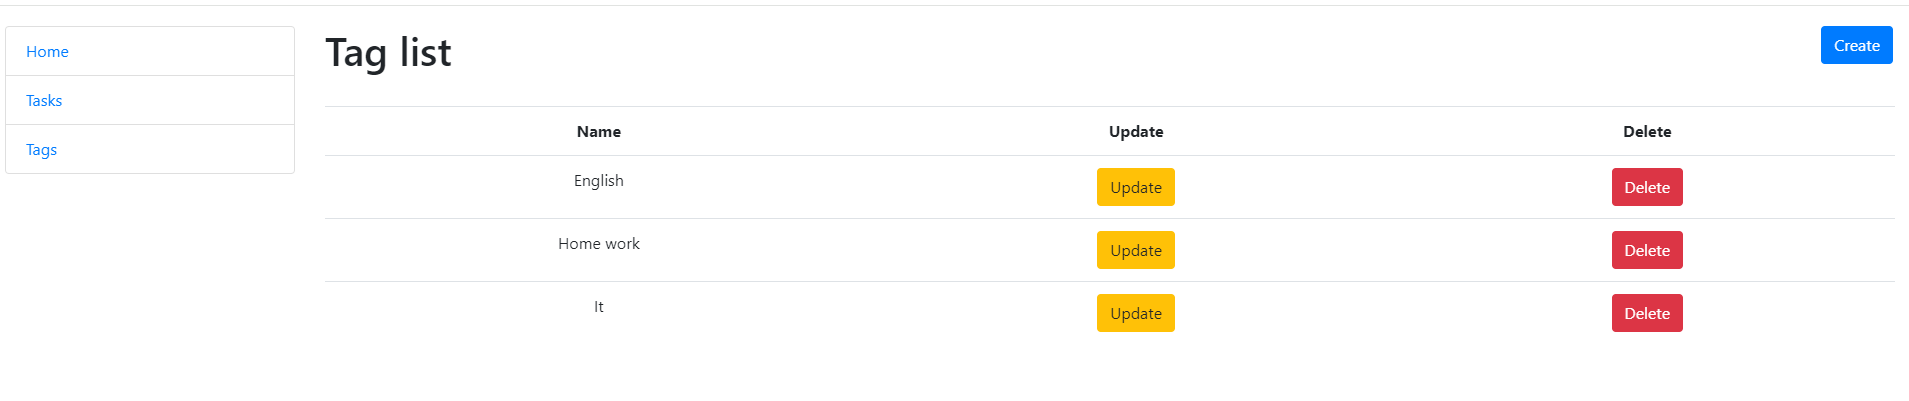 Home
Tasks
Tags
Tag list
Create
Name Update Delete
English Update Delete
Home work Update Delete
It Update Delete